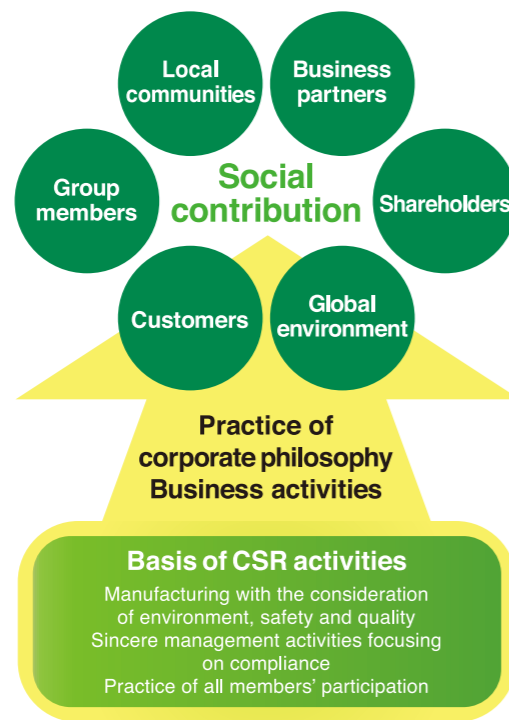 Local
communities
Business
partners
Group
members
Social
contribution
Shareholders
Customers
Global
environment
Practice of
corporate philosophy
Business activities
Basis of CSR activities
Manufacturing with the consideration
of environment, safety and quality
Sincere management activities focusing
on compliance
Practice of all members’ participation